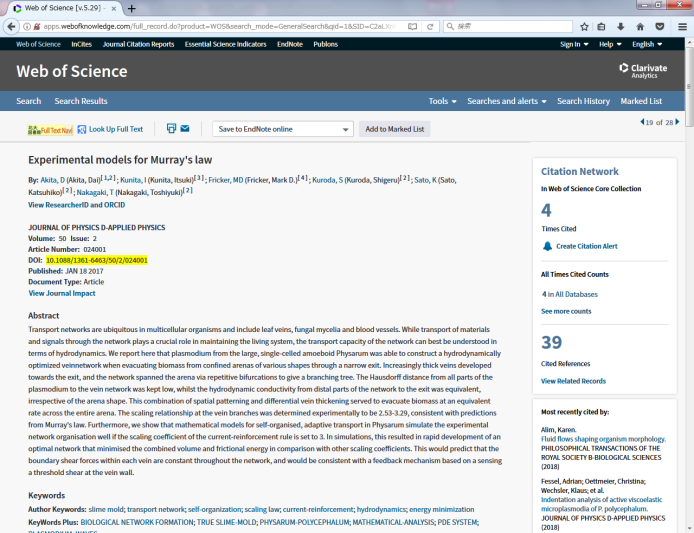 Web of Science [v.5.29] -
apps.webofknowledge.com/full_record.do?product=WOS&search_mode=GeneralSearch&qid=1&SID=C2aLXn
検索
Web of Science InCites Journal Citation Reports Essential Science Indicators EndNote Publons Sign In Help English
Web of Science
Clarivate
Analytics
Search Search Results Tools Searches and alerts Search History Marked List
Full Text Navi Look Up Full Text Save to EndNote online Add to Marked List
19 of 28
Experimental models for Murray's law
By: Akita, D (Akita, Dai)[ 1,2 ] ; Kunita, I (Kunita, Itsuki)[ 3 ] ; Fricker, MD (Fricker, Mark D.)[ 4 ] ; Kuroda, S (Kuroda, Shigeru)[ 2 ] ; Sato, K (Sato,
Katsuhiko)[ 2 ] ; Nakagaki, T (Nakagaki, Toshiyuki)[ 2 ]
View ResearcherID and ORCID
JOURNAL OF PHYSICS D-APPLIED PHYSICS
Volume: 50 Issue: 2
Article Number: 024001
DOI: 10.1088/1361-6463/50/2/024001
Published: JAN 18 2017
Document Type: Article
View Journal Impact
Abstract
Transport networks are ubiquitous in multicellular organisms and include leaf veins, fungal mycelia and blood vessels. While transport of materials
and signals through the network plays a crucial role in maintaining the living system, the transport capacity of the network can best be understood in
terms of hydrodynamics. We report here that plasmodium from the large, single-celled amoeboid Physarum was able to construct a hydrodynamically
optimized veinnetwork when evacuating biomass from confined arenas of various shapes through a narrow exit. Increasingly thick veins developed
towards the exit, and the network spanned the arena via repetitive bifurcations to give a branching tree. The Hausdorff distance from all parts of the
plasmodium to the vein network was kept low, whilst the hydrodynamic conductivity from distal parts of the network to the exit was equivalent,
irrespective of the arena shape. This combination of spatial patterning and differential vein thickening served to evacuate biomass at an equivalent
rate across the entire arena. The scaling relationship at the vein branches was determined experimentally to be 2.53-3.29, consistent with predictions
from Murray's law. Furthermore, we show that mathematical models for self-organised, adaptive transport in Physarum simulate the experimental
network organisation well if the scaling coefficient of the current-reinforcement rule is set to 3. In simulations, this resulted in rapid development of an
optimal network that minimised the combined volume and frictional energy in comparison with other scaling coefficients. This would predict that the
boundary shear forces within each vein are constant throughout the network, and would be consistent with a feedback mechanism based on a sensing
a threshold shear at the vein wall.
Keywords
Author Keywords: slime mold; transport network; self-organization; scaling law; current-reinforcement; hydrodynamics; energy minimization
KeyWords Plus: BIOLOGICAL NETWORK FORMATION; TRUE SLIME-MOLD; PHYSARUM-POLYCEPHALUM; MATHEMATICAL-ANALYSIS; PDE SYSTEM;
PLASMODIUM; WAVES
Citation Network
In Web of Science Core Collection
4
Times Cited
Create Citation Alert
All Times Cited Counts
4 in All Databases
See more counts
39
Cited References
View Related Records
Most recently cited by:
Alim, Karen.
Fluid flows shaping organism morphology.
PHILOSOPHICAL TRANSACTIONS OF THE
ROYAL SOCIETY B-BIOLOGICAL SCIENCES
(2018)
Fessel, Adrian; Oettmeier, Christina;
Wechsler, Klaus; et al.
Indentation analysis of active viscoelastic
microplasmodia of P. polycephalum.
JOURNAL OF PHYSICS D-APPLIED PHYSICS
(2018)